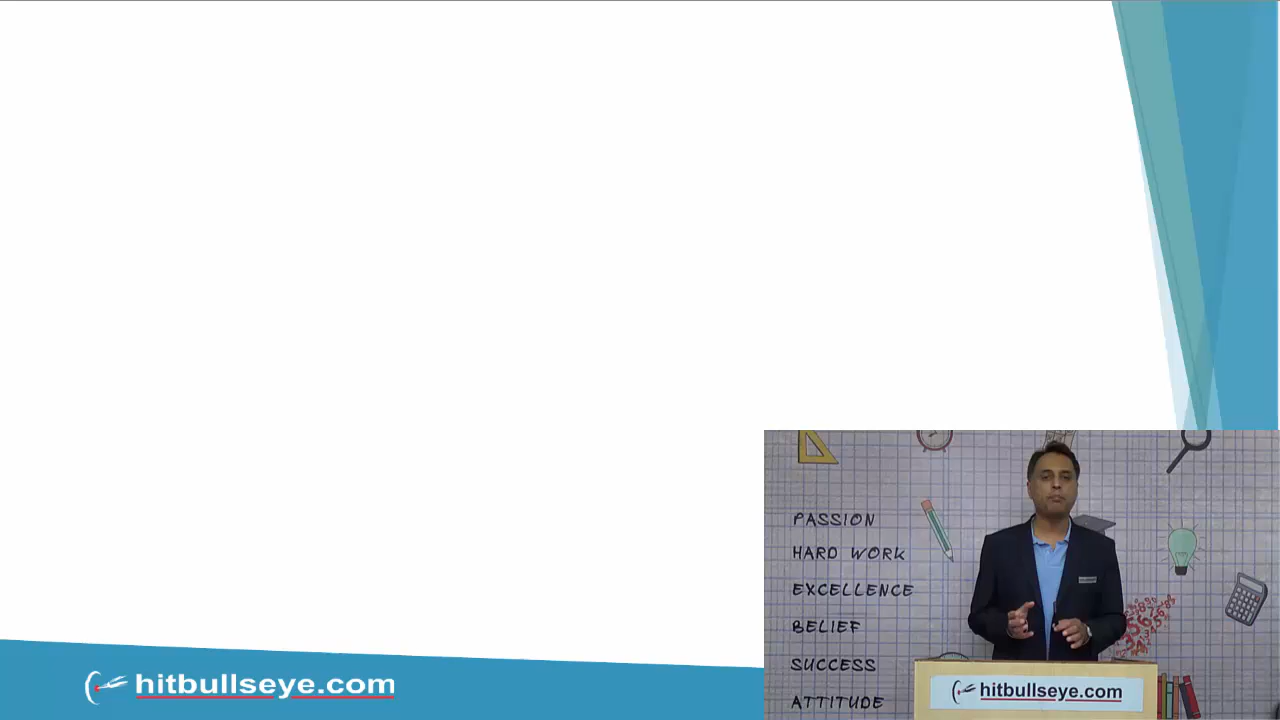 PASSION
HARD WORK
EXCELLENCE
BELIEF
SUCCESS
ATTITUDE
hitbullseye.com
hitbullseye.com